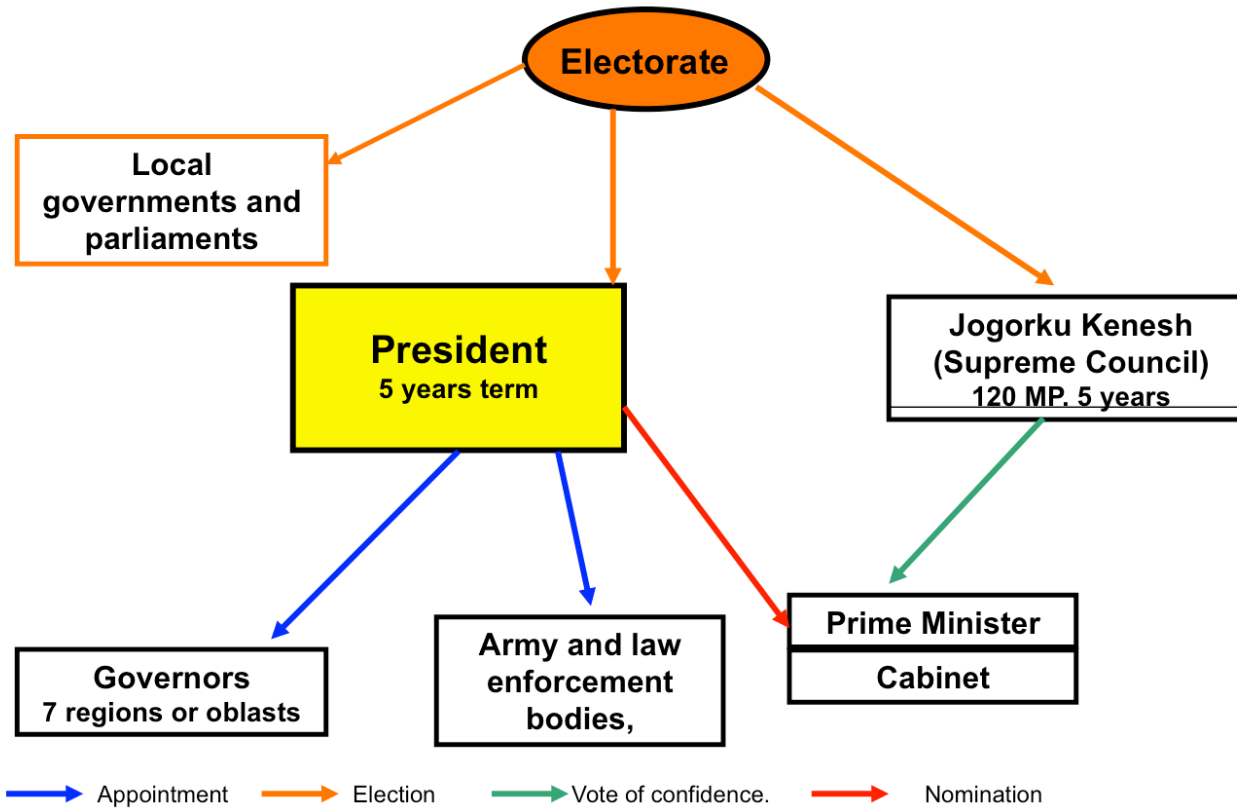 Electorate
Local
governments and
parliaments
President
5 years term
Jogorku Kenesh
(Supreme Council)
120 MP. 5 years
Governors
7 regions or oblasts
Army and law
enforcement
bodies,
Prime Minister
Cabinet
Appointment
Election
Vote of confidence.
Nomination